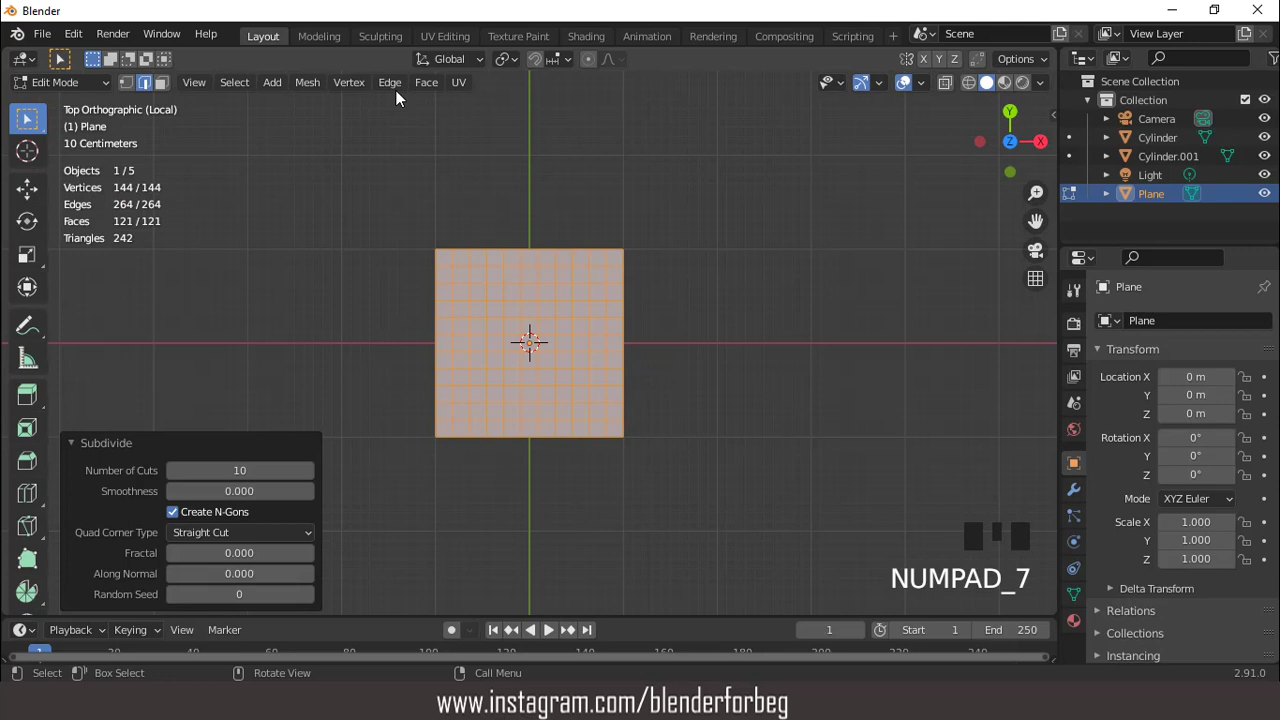 Blender
File Edit Render Window Help
Layout Modeling Sculpting UV Editing Texture Paint Shading Animation Rendering Compositing Scripting
Scene
View Layer
Global
X Y Z
Options
Edit Mode
View Select Add Mesh Vertex Edge Face UV
Top Orthographic (Local)
(1) Plane
10 Centimeters
Objects 1 / 5
Vertices 144 / 144
Edges 264 / 264
Faces 121 / 121
Triangles 242
Y
Z
X
Scene Collection
Collection
Camera
Cylinder
Cylinder.001
Light
Plane
Plane
Plane
Transform
Location X 0 m
Y 0 m
Z 0 m
Rotation X 0°
Y 0°
Z 0°
Mode XYZ Euler
Scale X 1.000
Y 1.000
Z 1.000
Delta Transform
Relations
Collections
Instancing
Subdivide
Number of Cuts 10
Smoothness 0.000
Create N-Gons
Quad Corner Type Straight Cut
Fractal 0.000
Along Normal 0.000
Random Seed 0
NUMPAD_7
Playback Keying View Marker
1
Start 1 End 250
Select Box Select Rotate View Call Menu
2.91.0
www.instagram.com/blenderforbeg